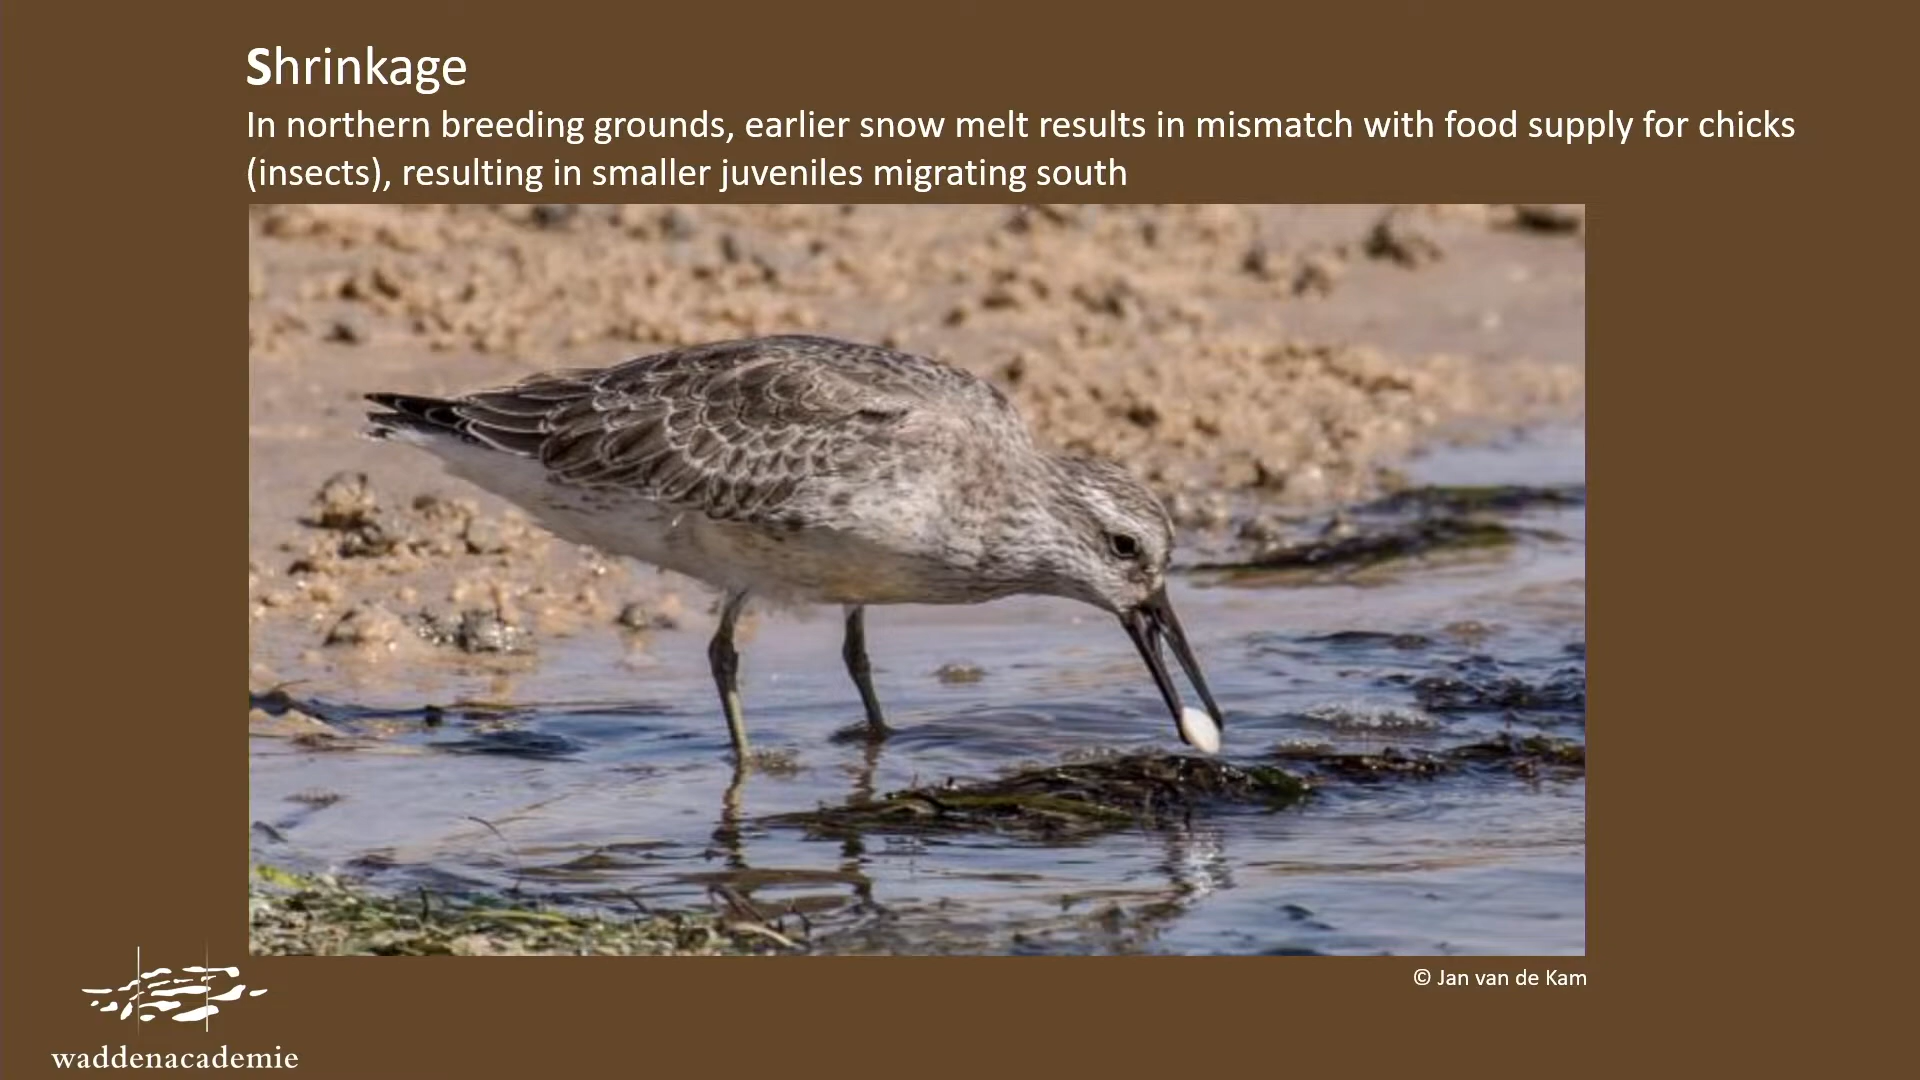 Shrinkage
In northern breeding grounds, earlier snow melt results in mismatch with food supply for chicks
(insects), resulting in smaller juveniles migrating south
© Jan van de Kam
waddenacademie